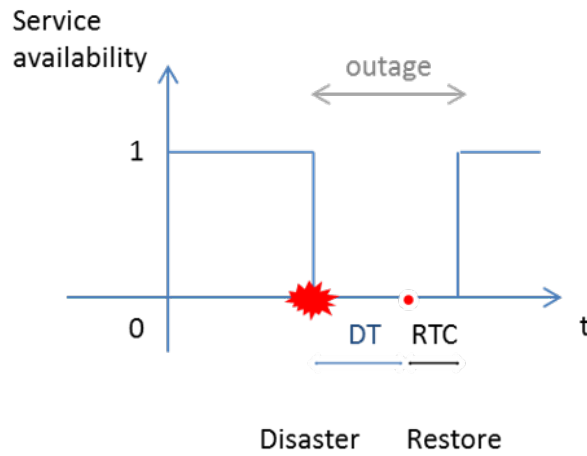 Service
availability
outage
1
0
DT RTC
t
Disaster Restore